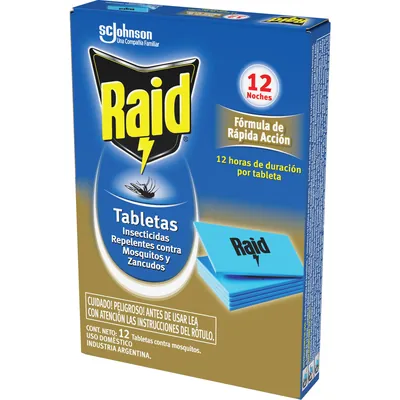 scJohnson
Una Compañía Familiar
Raid
12
Noches
Fórmula de
Rápida Acción
12 horas de duración
por tableta
Tabletas
Insecticidas
Repelentes contra
Mosquitos y
Zancudos
Raid
CUIDADO! PELIGROSO! ANTES DE USAR LEA
CON ATENCIÓN LAS INSTRUCCIONES DEL RÓTULO.
CONT. NETO: 12 Tabletas contra mosquitos.
USO DOMÉSTICO
INDUSTRIA ARGENTINA.